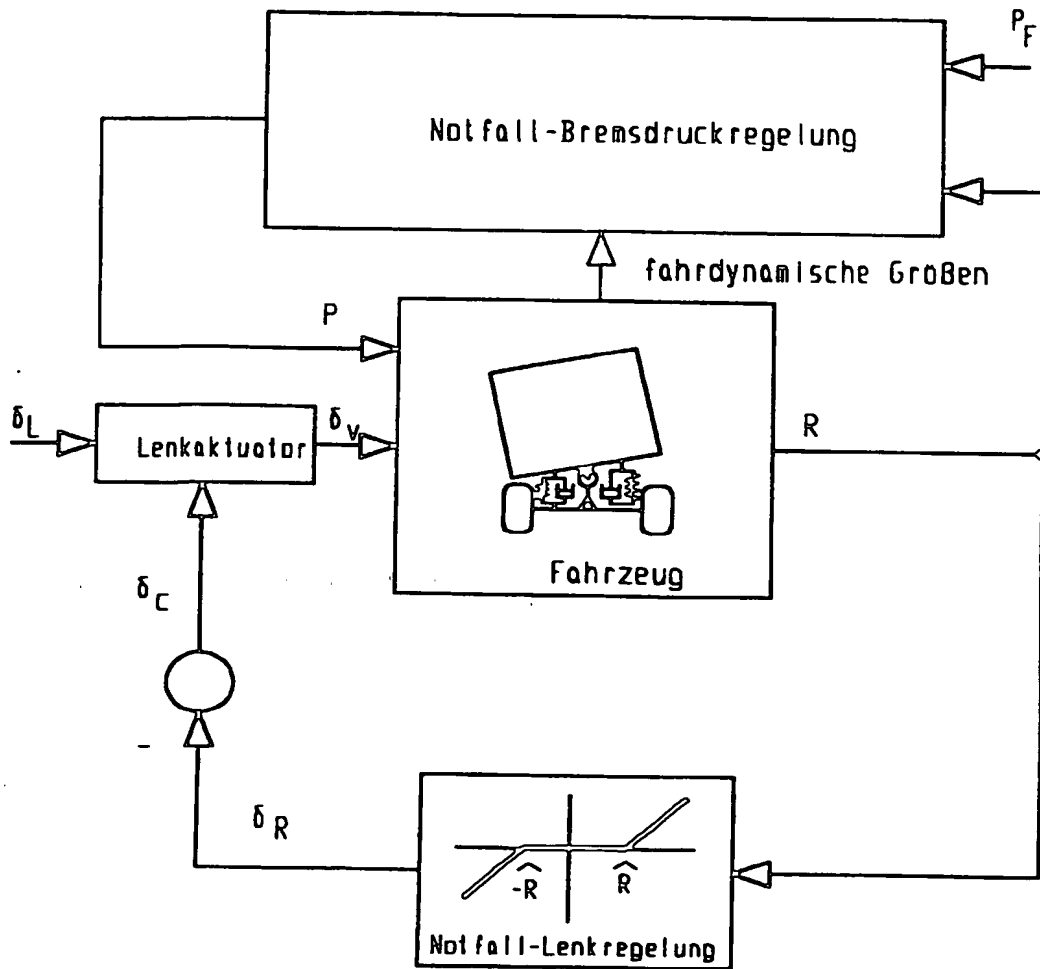 P_F
Notfall-Bremsdruckregelung
fahrdynamische Größen
P
δ_L
Lenkaktuator
δ_v
R
Fahrzeug
δ_C
-
δ_R
-R̂
R̂
Notfall-Lenkregelung